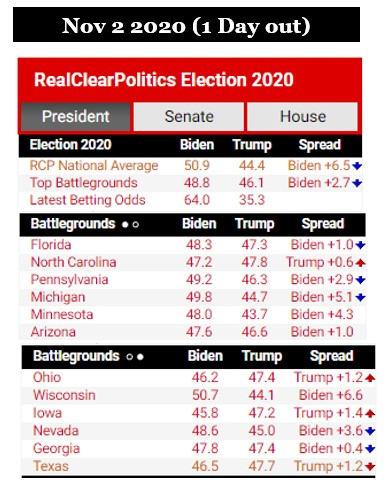 Nov 2 2020 (1 Day out)
RealClearPolitics Election 2020
President Senate House
Election 2020 Biden Trump Spread
RCP National Average 50.9 44.4 Biden +6.5
Top Battlegrounds 48.8 46.1 Biden +2.7
Latest Betting Odds 64.0 35.3
Battlegrounds Biden Trump Spread
Florida 48.3 47.3 Biden +1.0
North Carolina 47.2 47.8 Trump +0.6
Pennsylvania 49.2 46.3 Biden +2.9
Michigan 49.8 44.7 Biden +5.1
Minnesota 48.0 43.7 Biden +4.3
Arizona 47.6 46.6 Biden +1.0
Battlegrounds Biden Trump Spread
Ohio 46.2 47.4 Trump +1.2
Wisconsin 50.7 44.1 Biden +6.6
Iowa 45.8 47.2 Trump +1.4
Nevada 48.6 45.0 Biden +3.6
Georgia 47.8 47.4 Biden +0.4
Texas 46.5 47.7 Trump +1.2